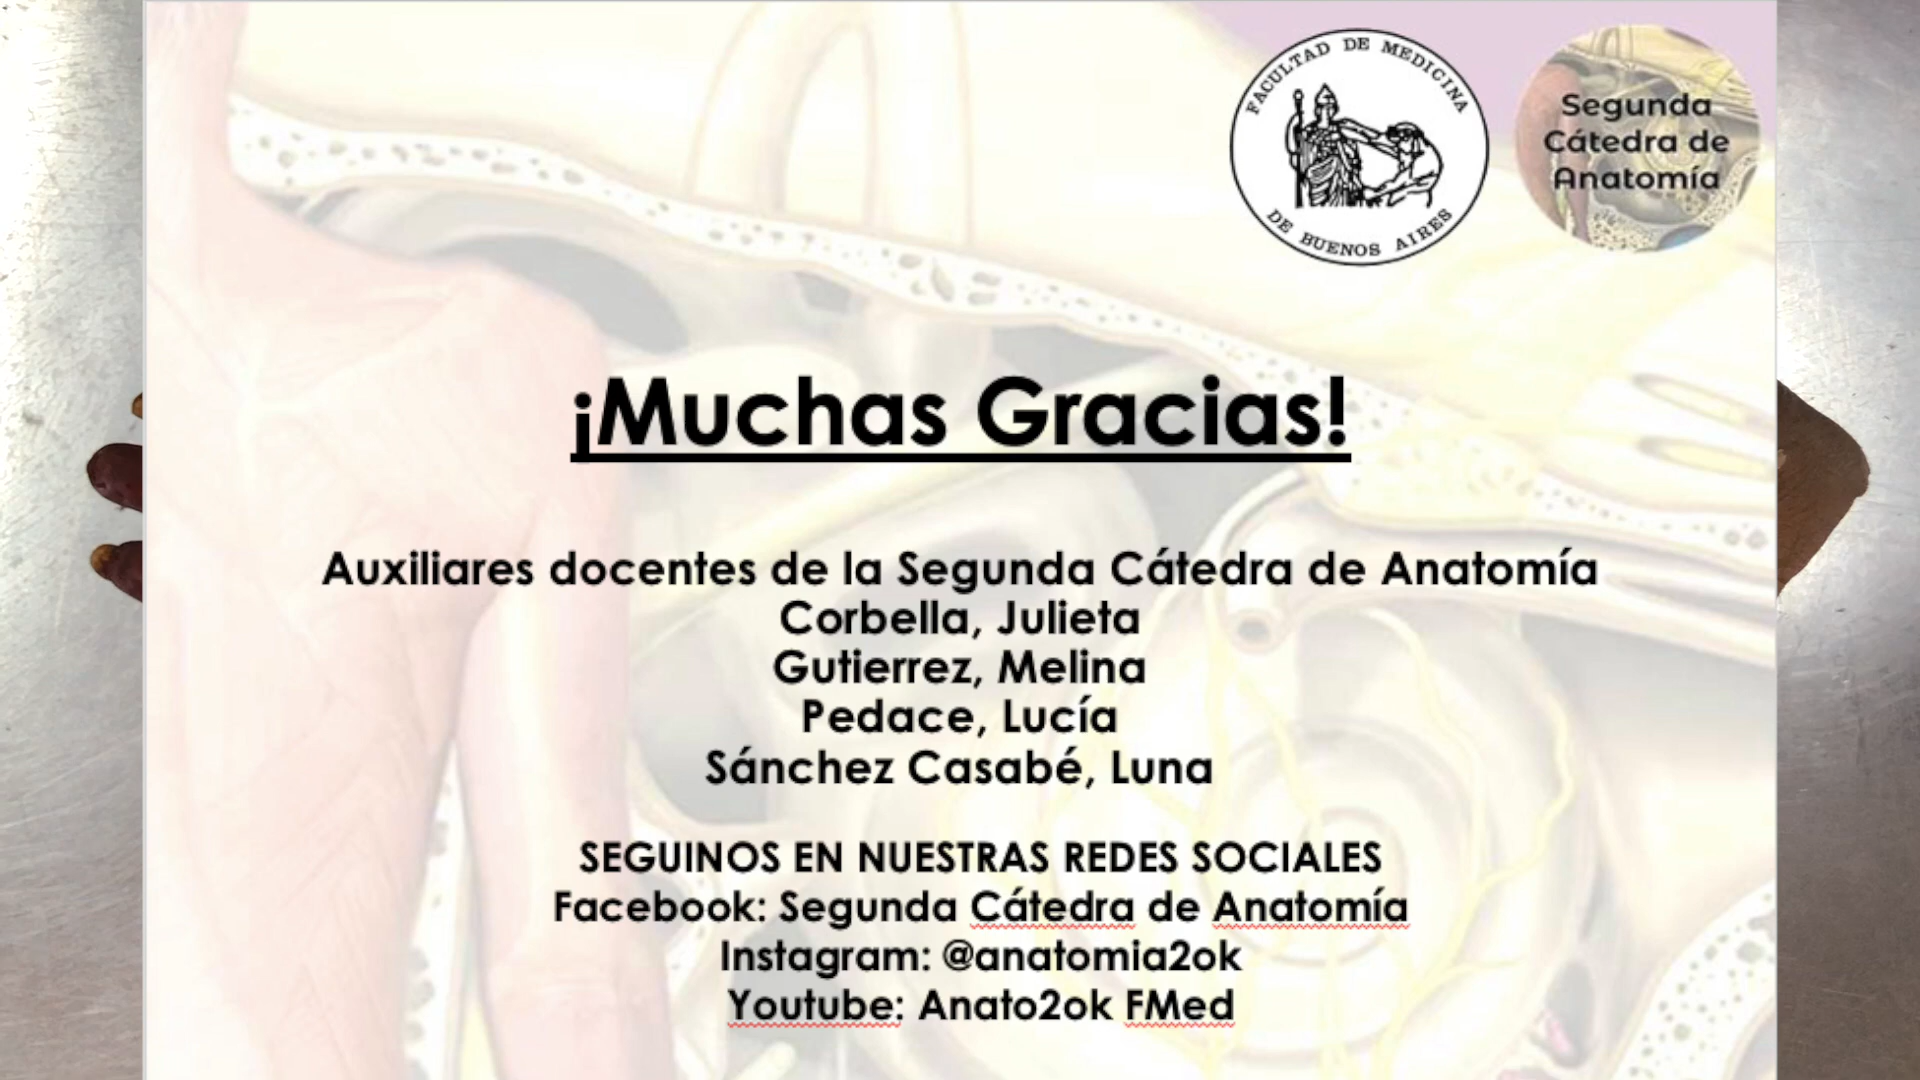 FACULTAD DE MEDICINA
DE BUENOS AIRES
Segunda
Cátedra de
Anatomía
¡Muchas Gracias!
Auxiliares docentes de la Segunda Cátedra de Anatomía
Corbella, Julieta
Gutierrez, Melina
Pedace, Lucía
Sánchez Casabé, Luna
SEGUINOS EN NUESTRAS REDES SOCIALES
Facebook: Segunda Cátedra de Anatomía
Instagram: @anatomia2ok
Youtube: Anato2ok FMed